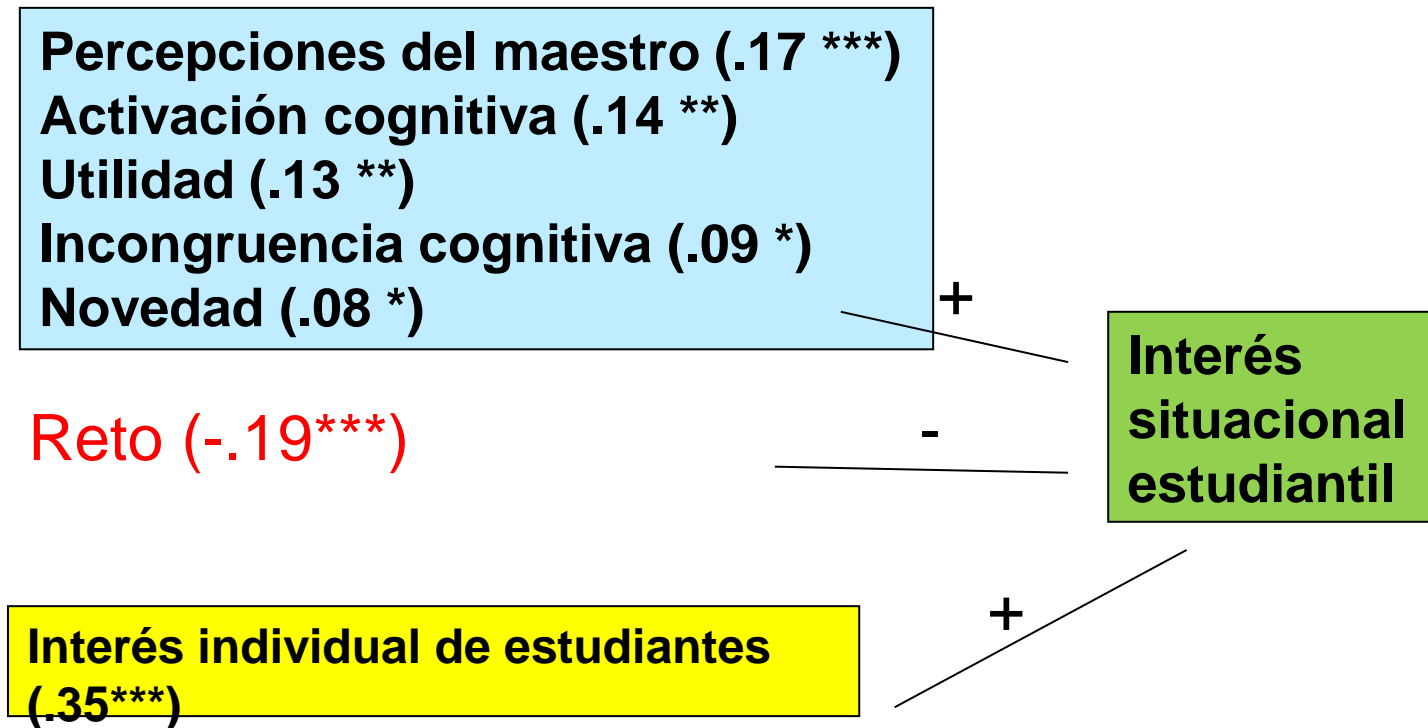 Percepciones del maestro (.17 ***)
Activación cognitiva (.14 **)
Utilidad (.13 **)
Incongruencia cognitiva (.09 *)
Novedad (.08 *)
+
Interés
situacional
estudiantil
Reto (-.19***)
-
+
Interés individual de estudiantes
(.35***)